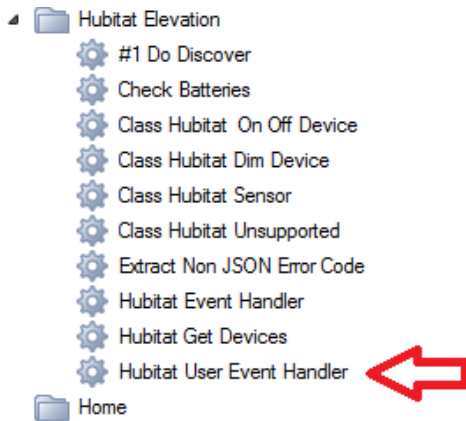 Hubitat Elevation
#1 Do Discover
Check Batteries
Class Hubitat On Off Device
Class Hubitat Dim Device
Class Hubitat Sensor
Class Hubitat Unsupported
Extract Non JSON Error Code
Hubitat Event Handler
Hubitat Get Devices
Hubitat User Event Handler
Home